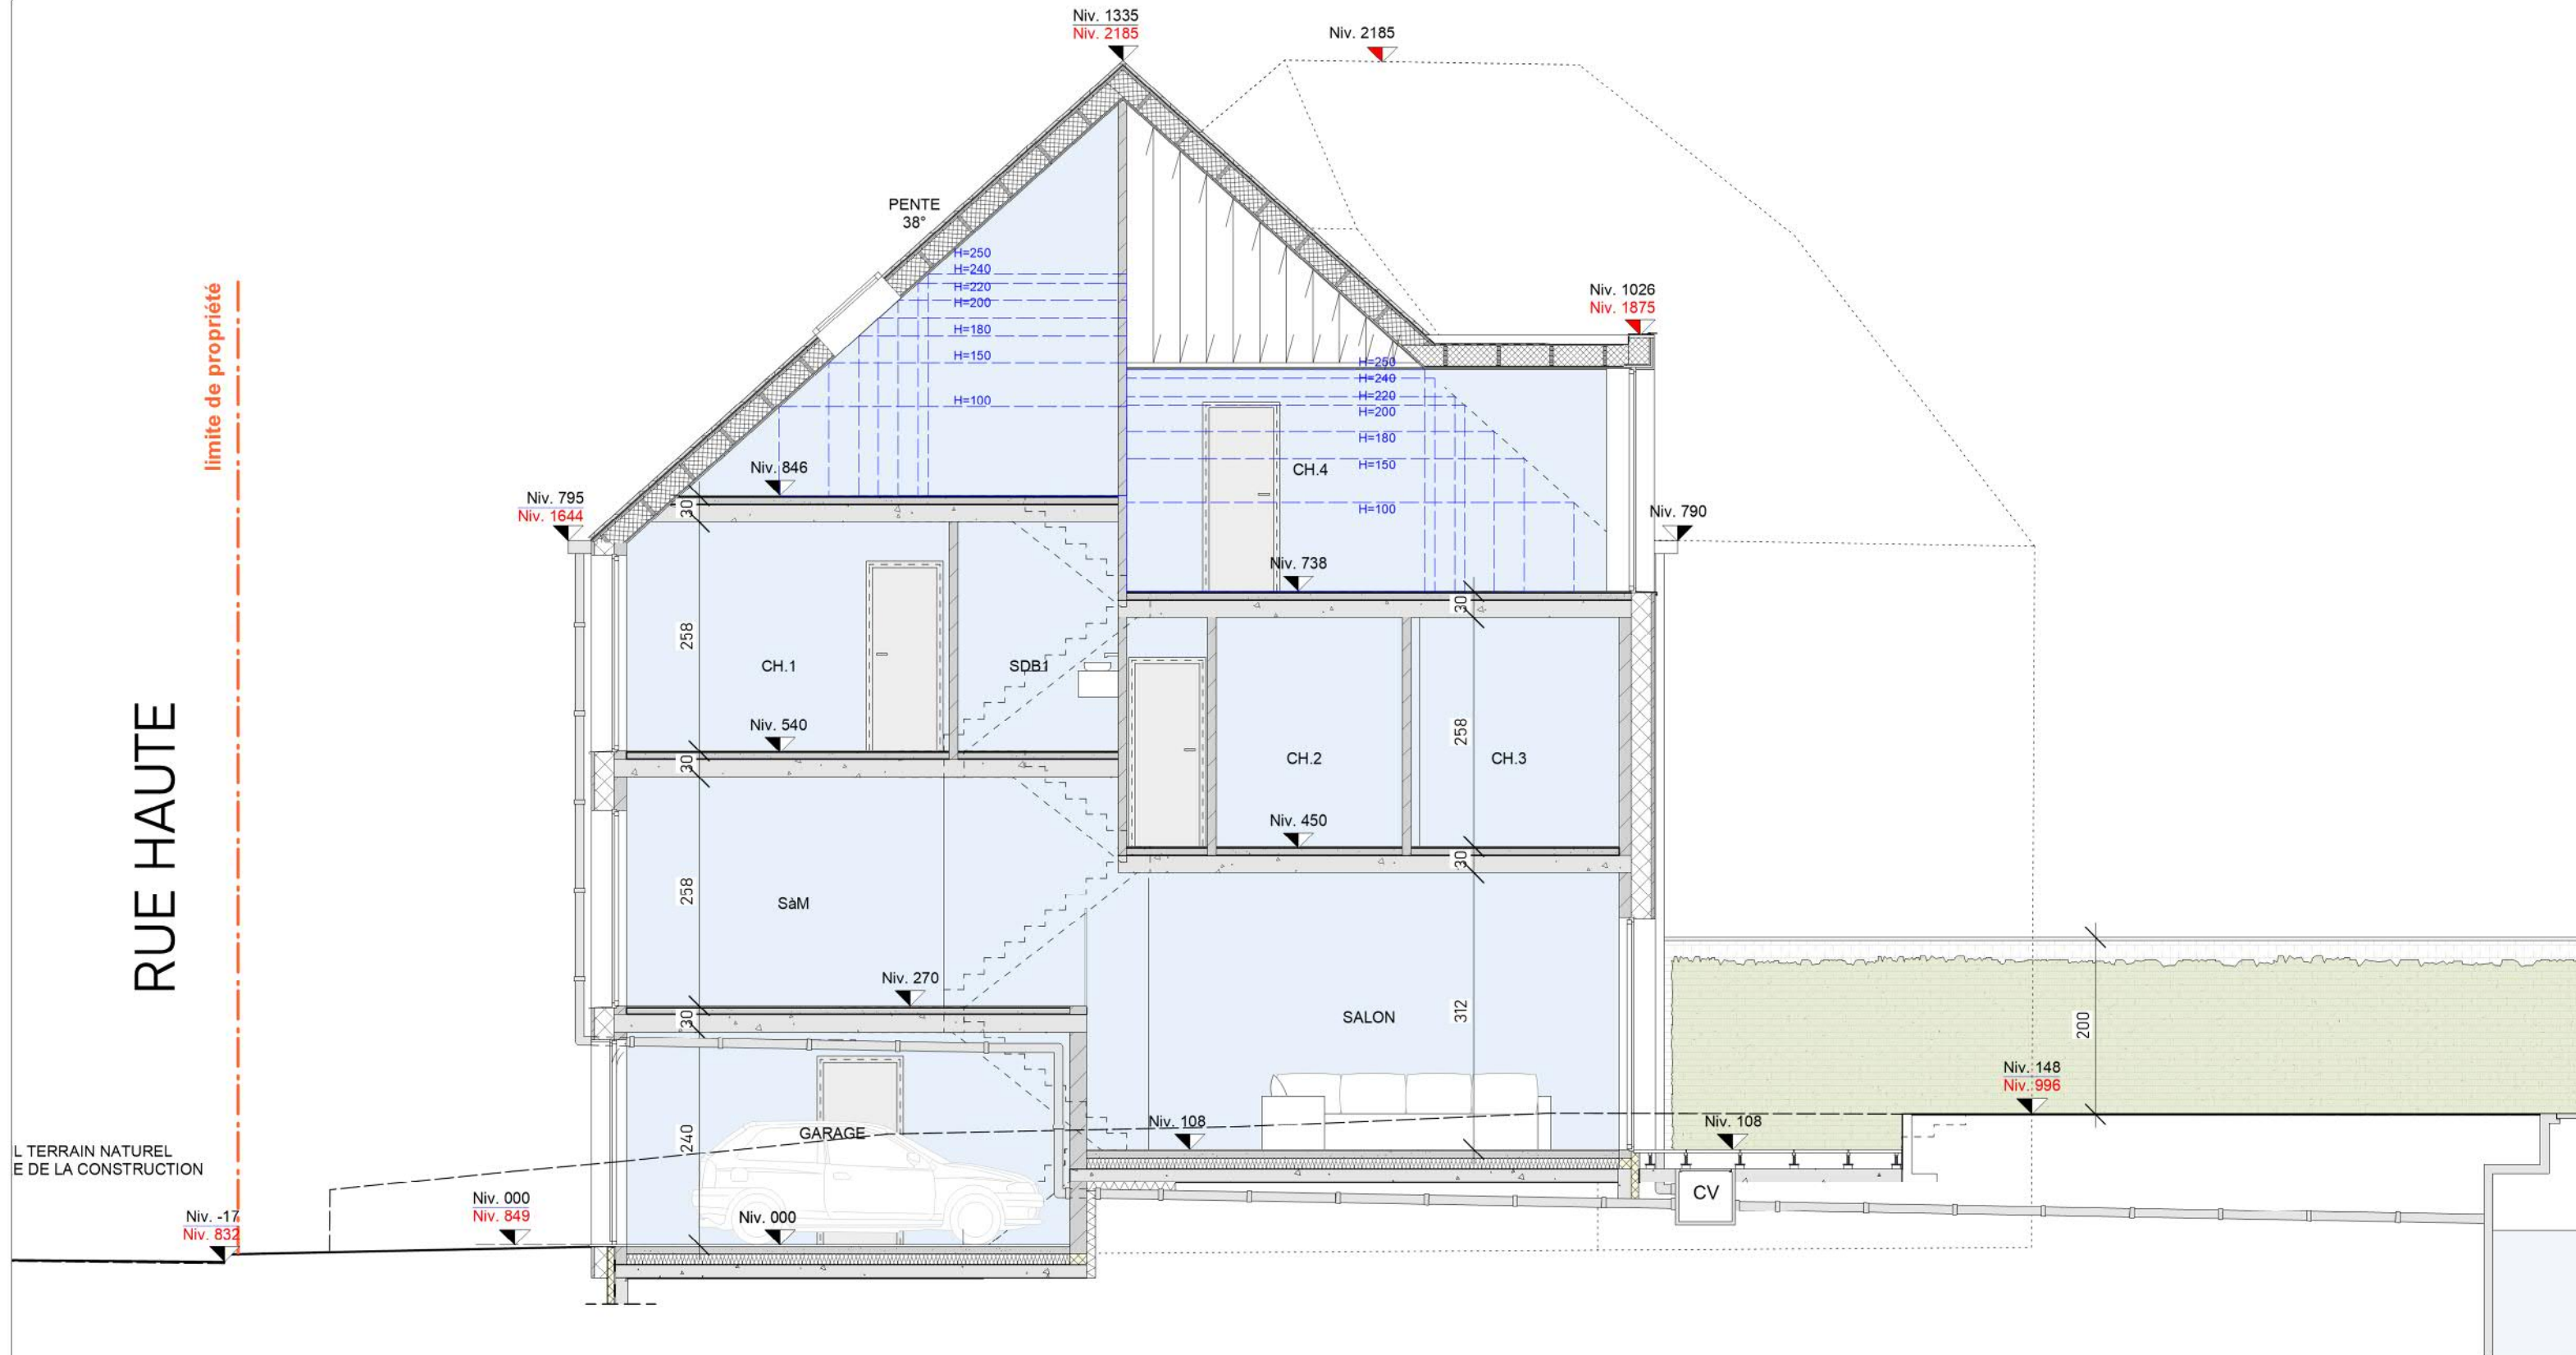 Niv. 1335
Niv. 2185
Niv. 2185
PENTE
38°
H=250
H=240
H=220
H=200
H=180
H=150
H=100
Niv. 1026
Niv. 1875
H=250
H=240
H=220
H=200
H=180
H=150
H=100
CH.4
limite de propriété
Niv. 846
30
Niv. 795
Niv. 1644
Niv. 790
Niv. 738
30
258
CH.1
SDB1
Niv. 540
30
258
CH.2
CH.3
Niv. 450
30
RUE HAUTE
258
SàM
Niv. 270
30
SALON
312
200
Niv. 148
Niv. 996
240
GARAGE
Niv. 108
Niv. 108
L TERRAIN NATUREL
E DE LA CONSTRUCTION
CV
Niv. 000
Niv. 849
Niv. 000
Niv. -17
Niv. 832